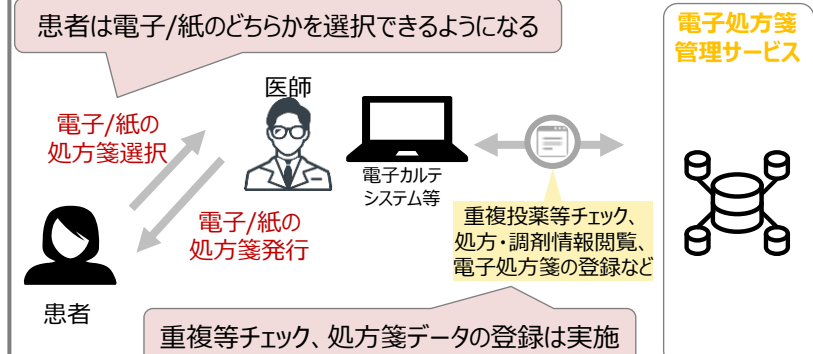 患者は電子/紙のどちらかを選択できるようになる
電子処方箋
管理サービス
医師
電子/紙の
処方箋選択
電子カルテ
システム等
電子/紙の
処方箋発行
重複投薬等チェック、
処方・調剤情報閲覧、
電子処方箋の登録など
患者
重複等チェック、処方箋データの登録は実施